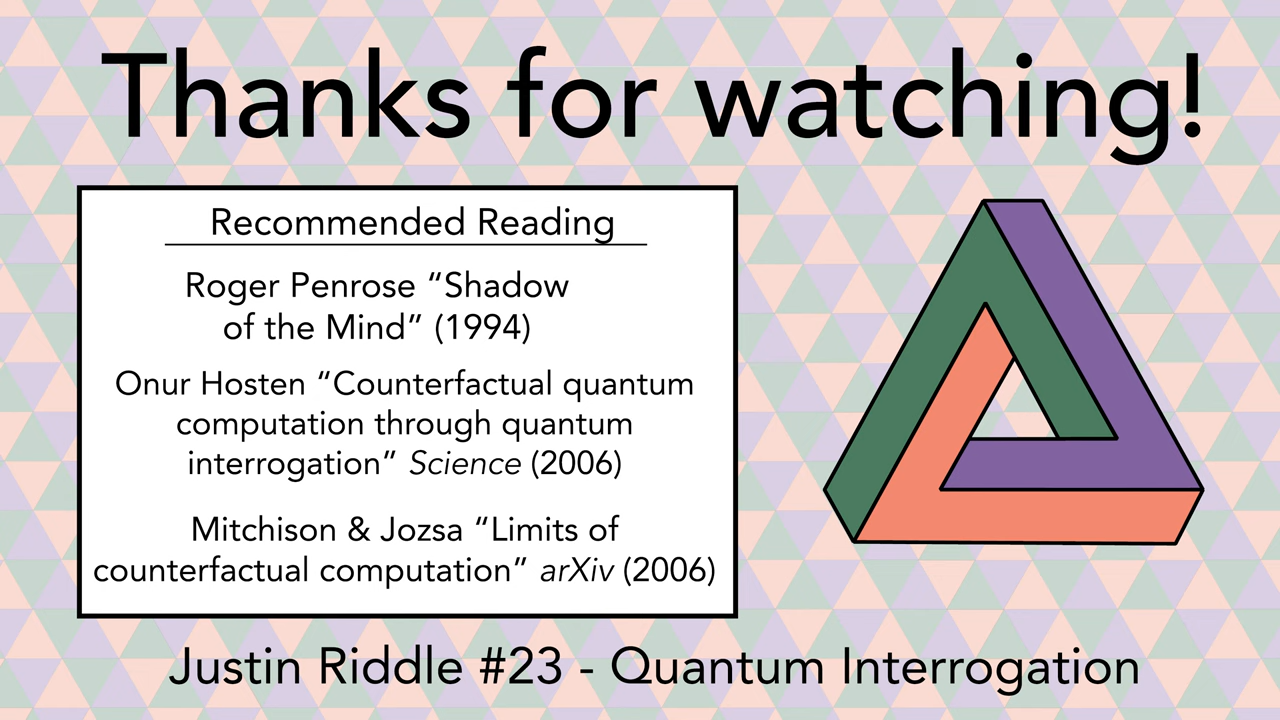 Thanks for watching!
Recommended Reading
Roger Penrose “Shadow
of the Mind” (1994)
Onur Hosten “Counterfactual quantum
computation through quantum
interrogation” Science (2006)
Mitchison & Jozsa “Limits of
counterfactual computation” arXiv (2006)
Justin Riddle #23 - Quantum Interrogation